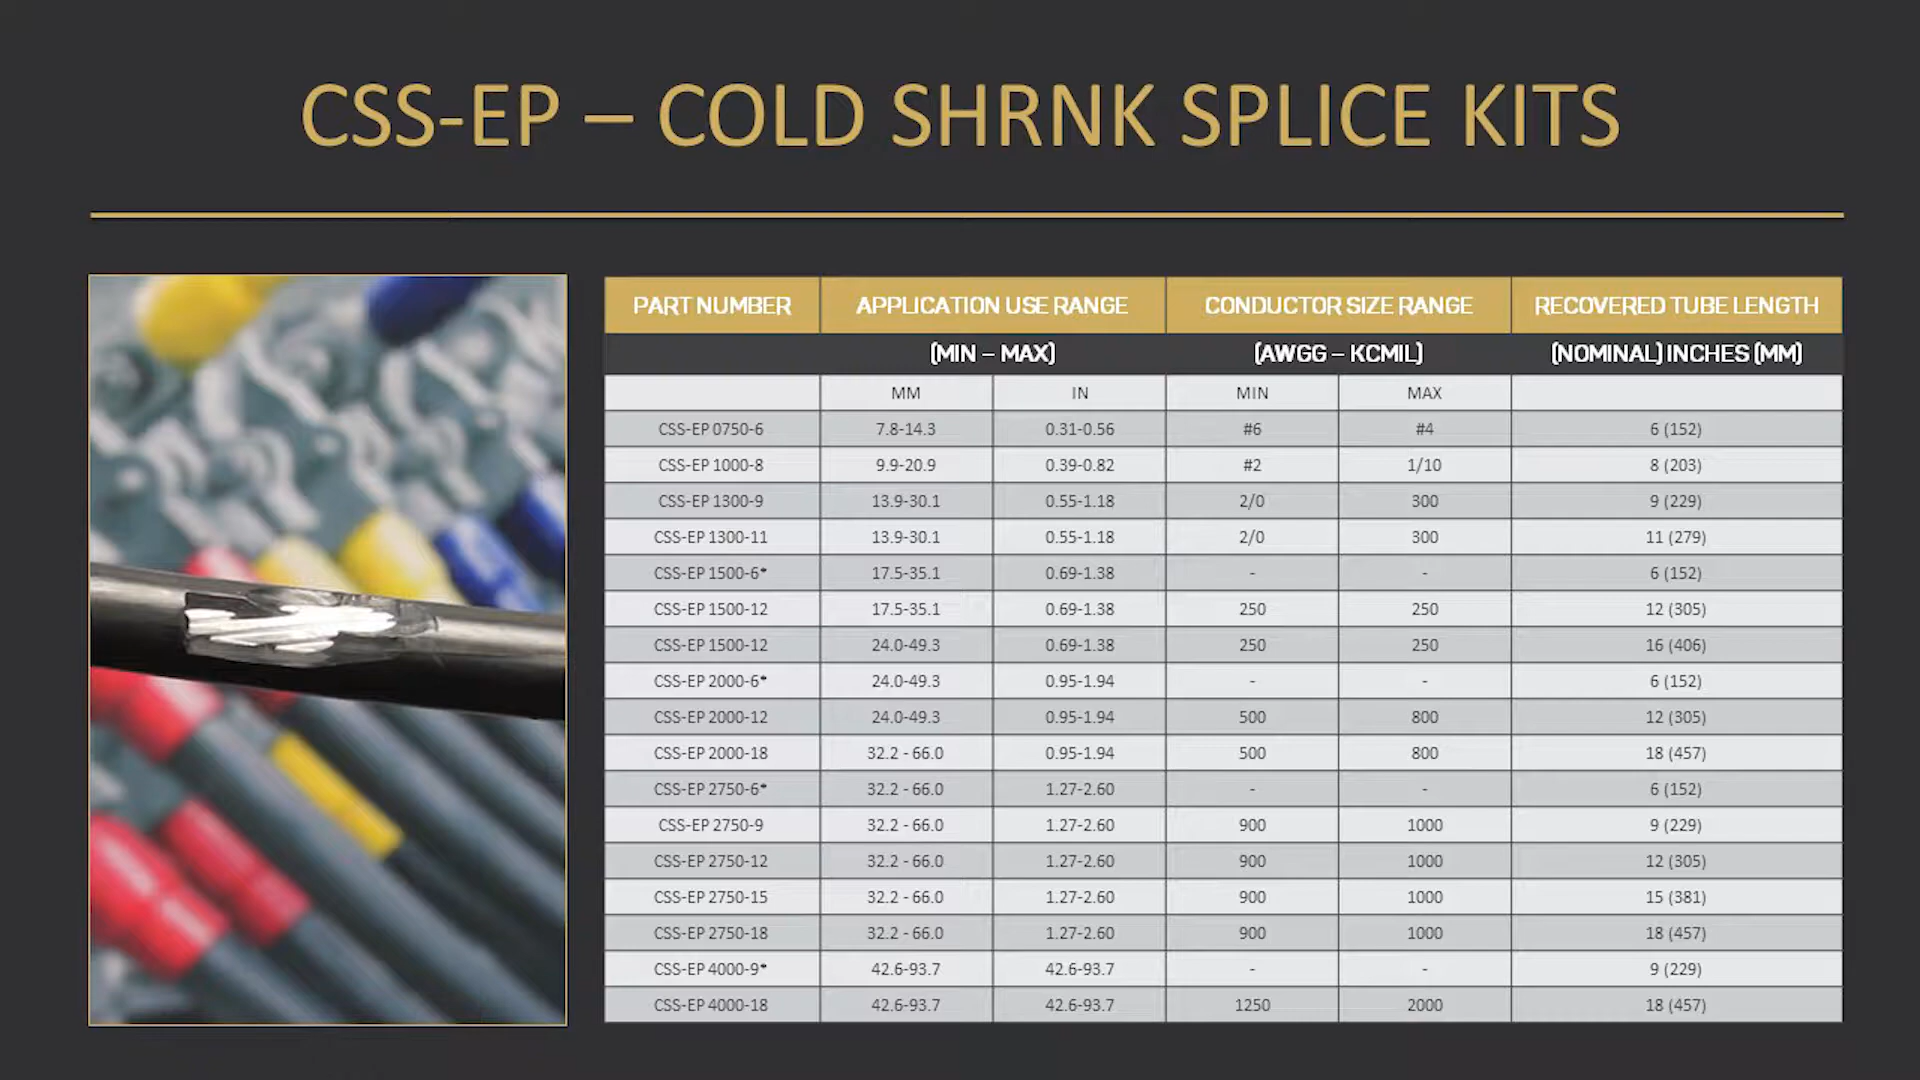 CSS-EP – COLD SHRNK SPLICE KITS
PART NUMBER APPLICATION USE RANGE CONDUCTOR SIZE RANGE RECOVERED TUBE LENGTH
(MIN – MAX) (AWGG – KCMIL) (NOMINAL) INCHES (MM)
MM IN MIN MAX
CSS-EP 0750-6 7.8-14.3 0.31-0.56 #6 #4 6 (152)
CSS-EP 1000-8 9.9-20.9 0.39-0.82 #2 1/10 8 (203)
CSS-EP 1300-9 13.9-30.1 0.55-1.18 2/0 300 9 (229)
CSS-EP 1300-11 13.9-30.1 0.55-1.18 2/0 300 11 (279)
CSS-EP 1500-6* 17.5-35.1 0.69-1.38 - - 6 (152)
CSS-EP 1500-12 17.5-35.1 0.69-1.38 250 250 12 (305)
CSS-EP 1500-12 24.0-49.3 0.69-1.38 250 250 16 (406)
CSS-EP 2000-6* 24.0-49.3 0.95-1.94 - - 6 (152)
CSS-EP 2000-12 24.0-49.3 0.95-1.94 500 800 12 (305)
CSS-EP 2000-18 32.2 - 66.0 0.95-1.94 500 800 18 (457)
CSS-EP 2750-6* 32.2 - 66.0 1.27-2.60 - - 6 (152)
CSS-EP 2750-9 32.2 - 66.0 1.27-2.60 900 1000 9 (229)
CSS-EP 2750-12 32.2 - 66.0 1.27-2.60 900 1000 12 (305)
CSS-EP 2750-15 32.2 - 66.0 1.27-2.60 900 1000 15 (381)
CSS-EP 2750-18 32.2 - 66.0 1.27-2.60 900 1000 18 (457)
CSS-EP 4000-9* 42.6-93.7 42.6-93.7 - - 9 (229)
CSS-EP 4000-18 42.6-93.7 42.6-93.7 1250 2000 18 (457)